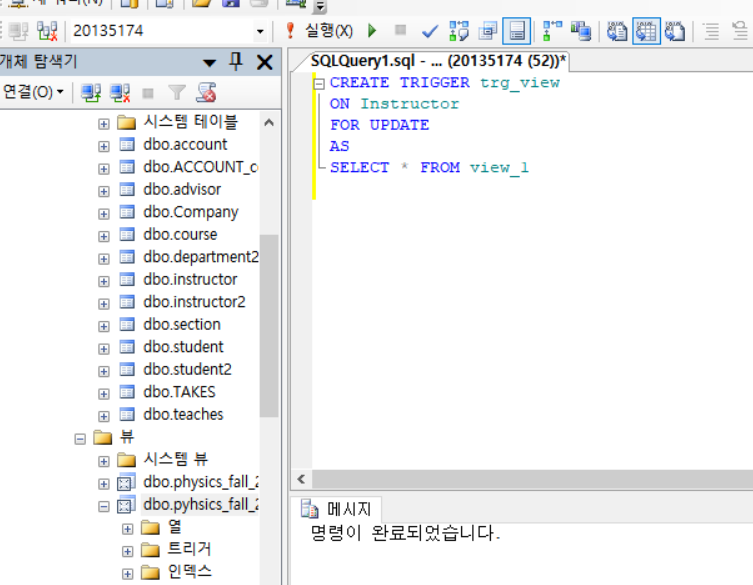 20135174
실행(X)
개체 탐색기
연결(O)
시스템 테이블
dbo.account
dbo.ACCOUNT_c
dbo.advisor
dbo.Company
dbo.course
dbo.department2
dbo.instructor
dbo.instructor2
dbo.section
dbo.student
dbo.student2
dbo.TAKES
dbo.teaches
뷰
시스템 뷰
dbo.physics_fall_2
dbo.pyhsics_fall_2
열
트리거
인덱스
SQLQuery1.sql - ... (20135174 (52))*
CREATE TRIGGER trg_view
ON Instructor
FOR UPDATE
AS
SELECT * FROM view_1
메시지
명령이 완료되었습니다.